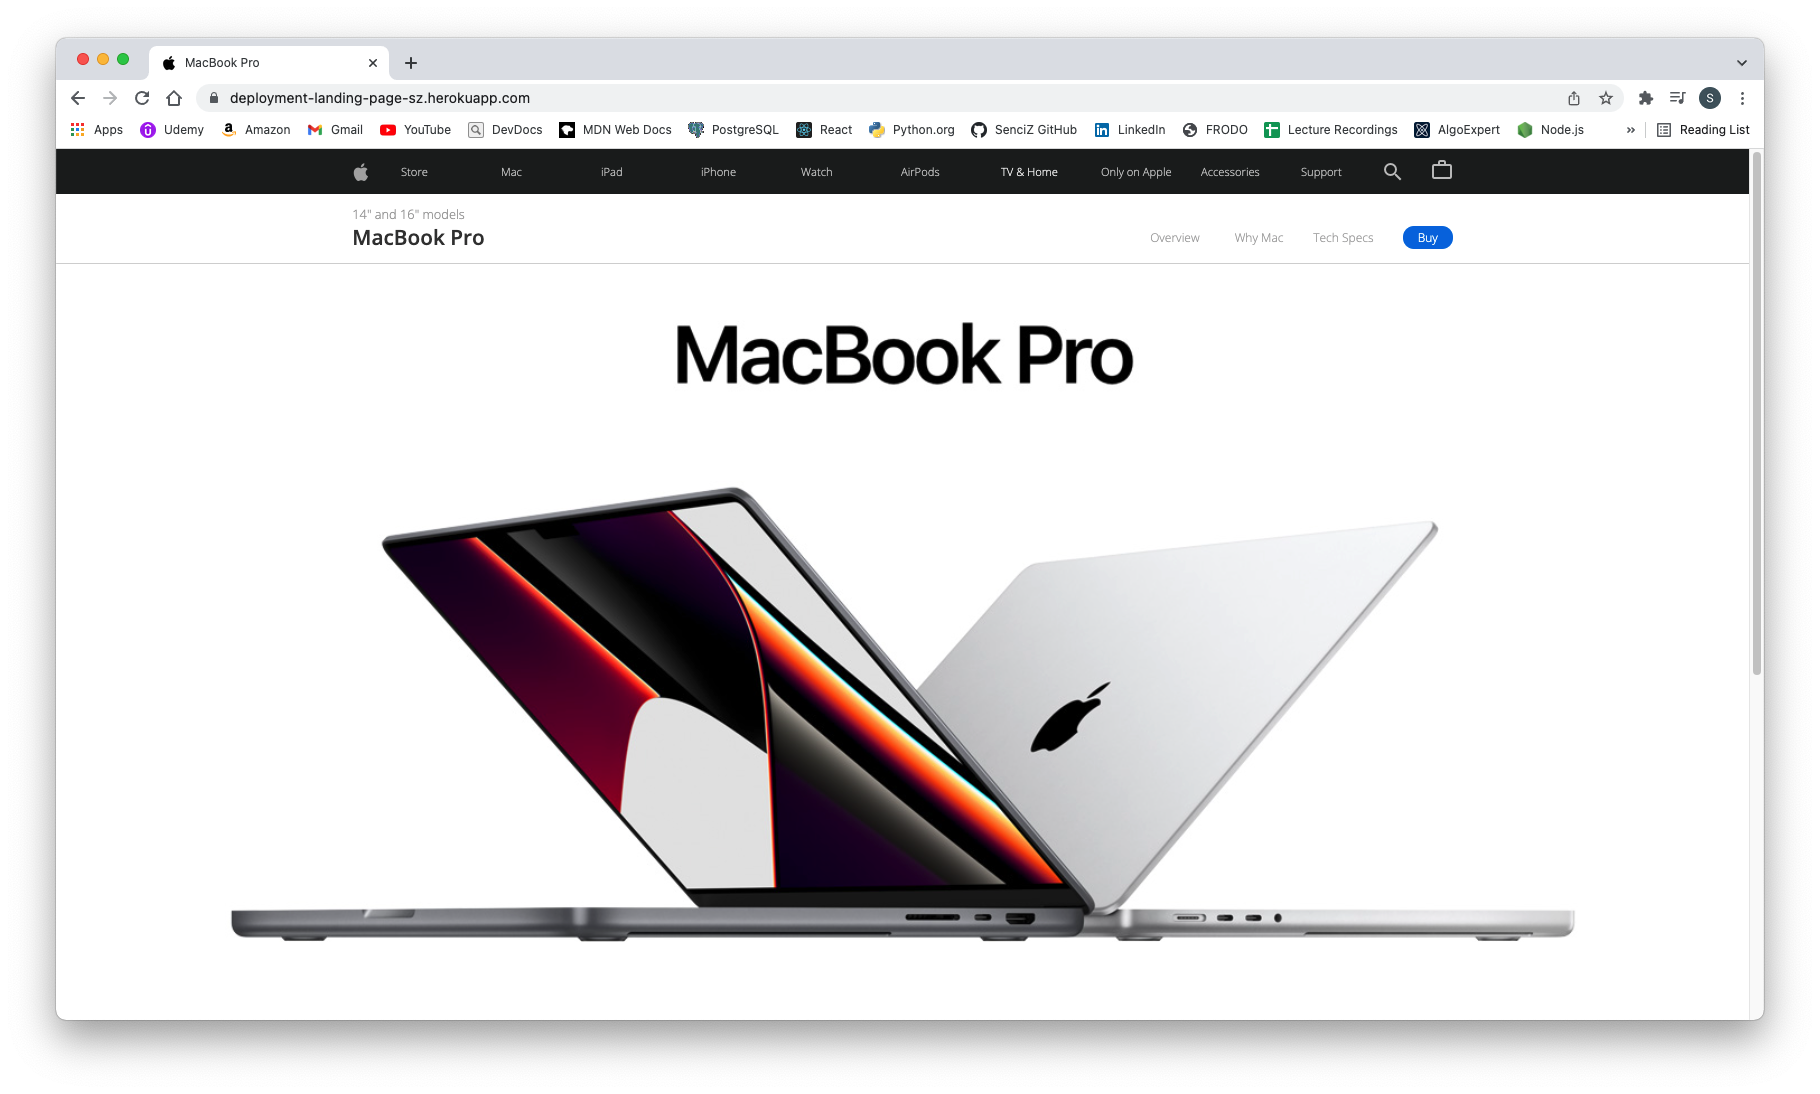 MacBook Pro
deployment-landing-page-sz.herokuapp.com
S
Apps Udemy Amazon Gmail YouTube DevDocs MDN Web Docs PostgreSQL React Python.org SenciZ GitHub LinkedIn FRODO Lecture Recordings AlgoExpert Node.js » Reading List
Store Mac iPad iPhone Watch AirPods TV & Home Only on Apple Accessories Support
14" and 16" models
MacBook Pro Overview Why Mac Tech Specs Buy
MacBook Pro